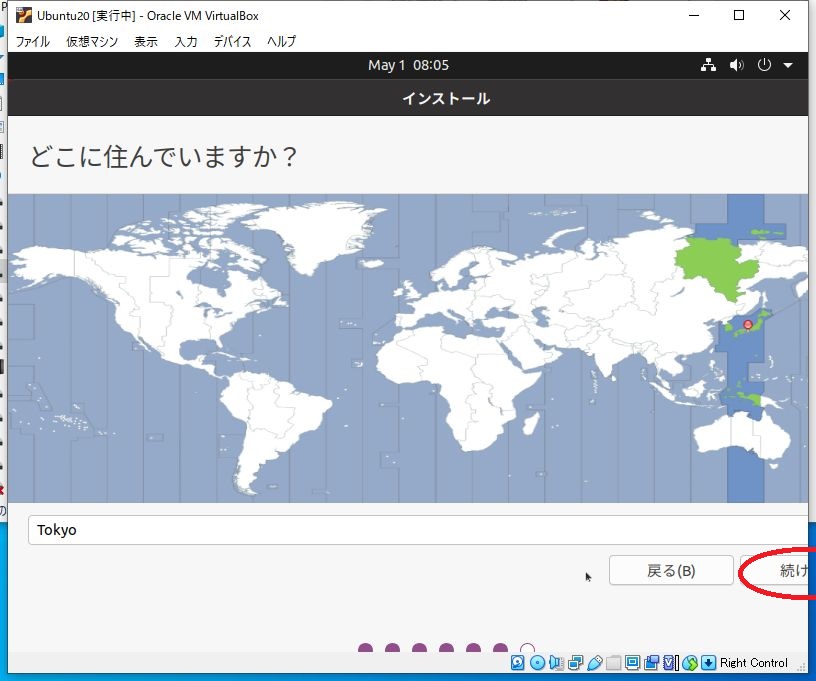 Ubuntu20 [実行中] - Oracle VM VirtualBox
ファイル 仮想マシン 表示 入力 デバイス ヘルプ
May 1 08:05
インストール
どこに住んでいますか？
Tokyo
戻る(B) 続け
Right Control